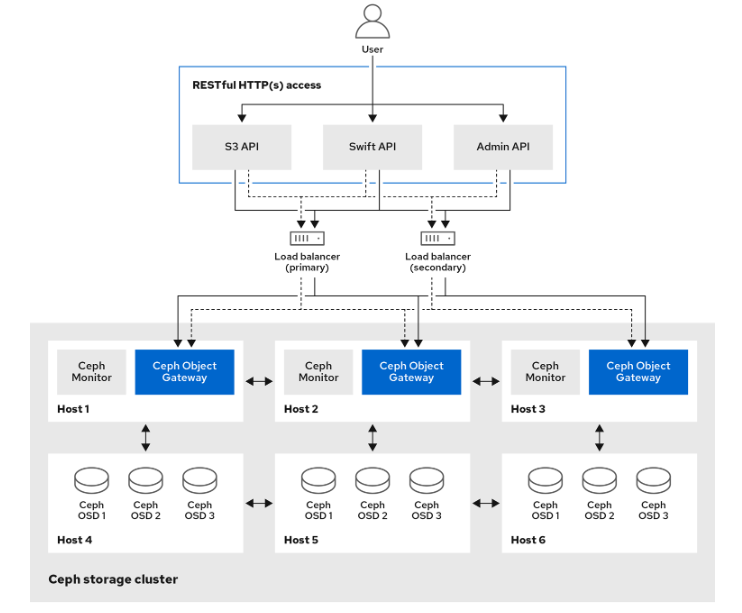 User
RESTful HTTP(s) access
S3 API
Swift API
Admin API
Load balancer
(primary)
Load balancer
(secondary)
Ceph
Monitor
Ceph Object
Gateway
Host 1
Ceph
Monitor
Ceph Object
Gateway
Host 2
Ceph
Monitor
Ceph Object
Gateway
Host 3
Ceph
OSD 1
Ceph
OSD 2
Ceph
OSD 3
Host 4
Ceph
OSD 1
Ceph
OSD 2
Ceph
OSD 3
Host 5
Ceph
OSD 1
Ceph
OSD 2
Ceph
OSD 3
Host 6
Ceph storage cluster